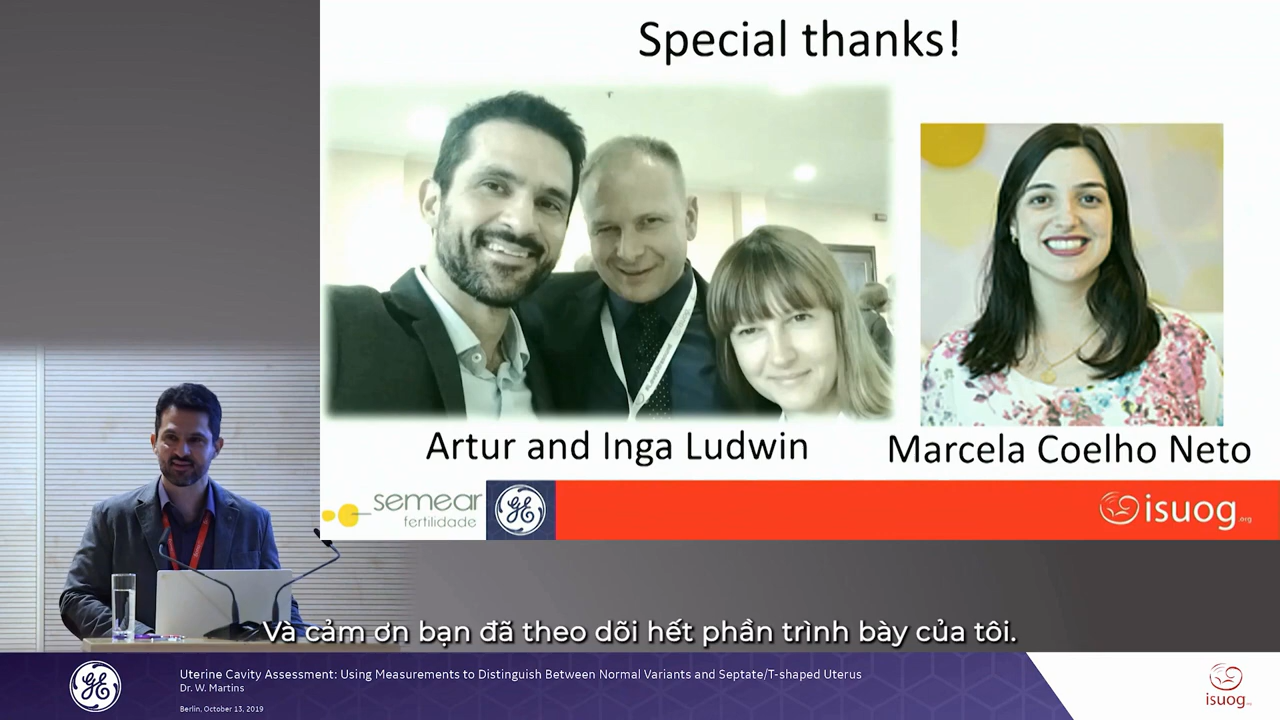 Special thanks!
Artur and Inga Ludwin
Marcela Coelho Neto
semear
fertilidade
GE
isuog.org
Và cảm ơn bạn đã theo dõi hết phần trình bày của tôi.
GE
Uterine Cavity Assessment: Using Measurements to Distinguish Between Normal Variants and Septate/T-shaped Uterus
Dr. W. Martins
Berlin, October 13, 2019
isuog